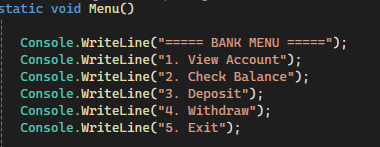 static void Menu()
Console.WriteLine("===== BANK MENU =====");
Console.WriteLine("1. View Account");
Console.WriteLine("2. Check Balance");
Console.WriteLine("3. Deposit");
Console.WriteLine("4. Withdraw");
Console.WriteLine("5. Exit");